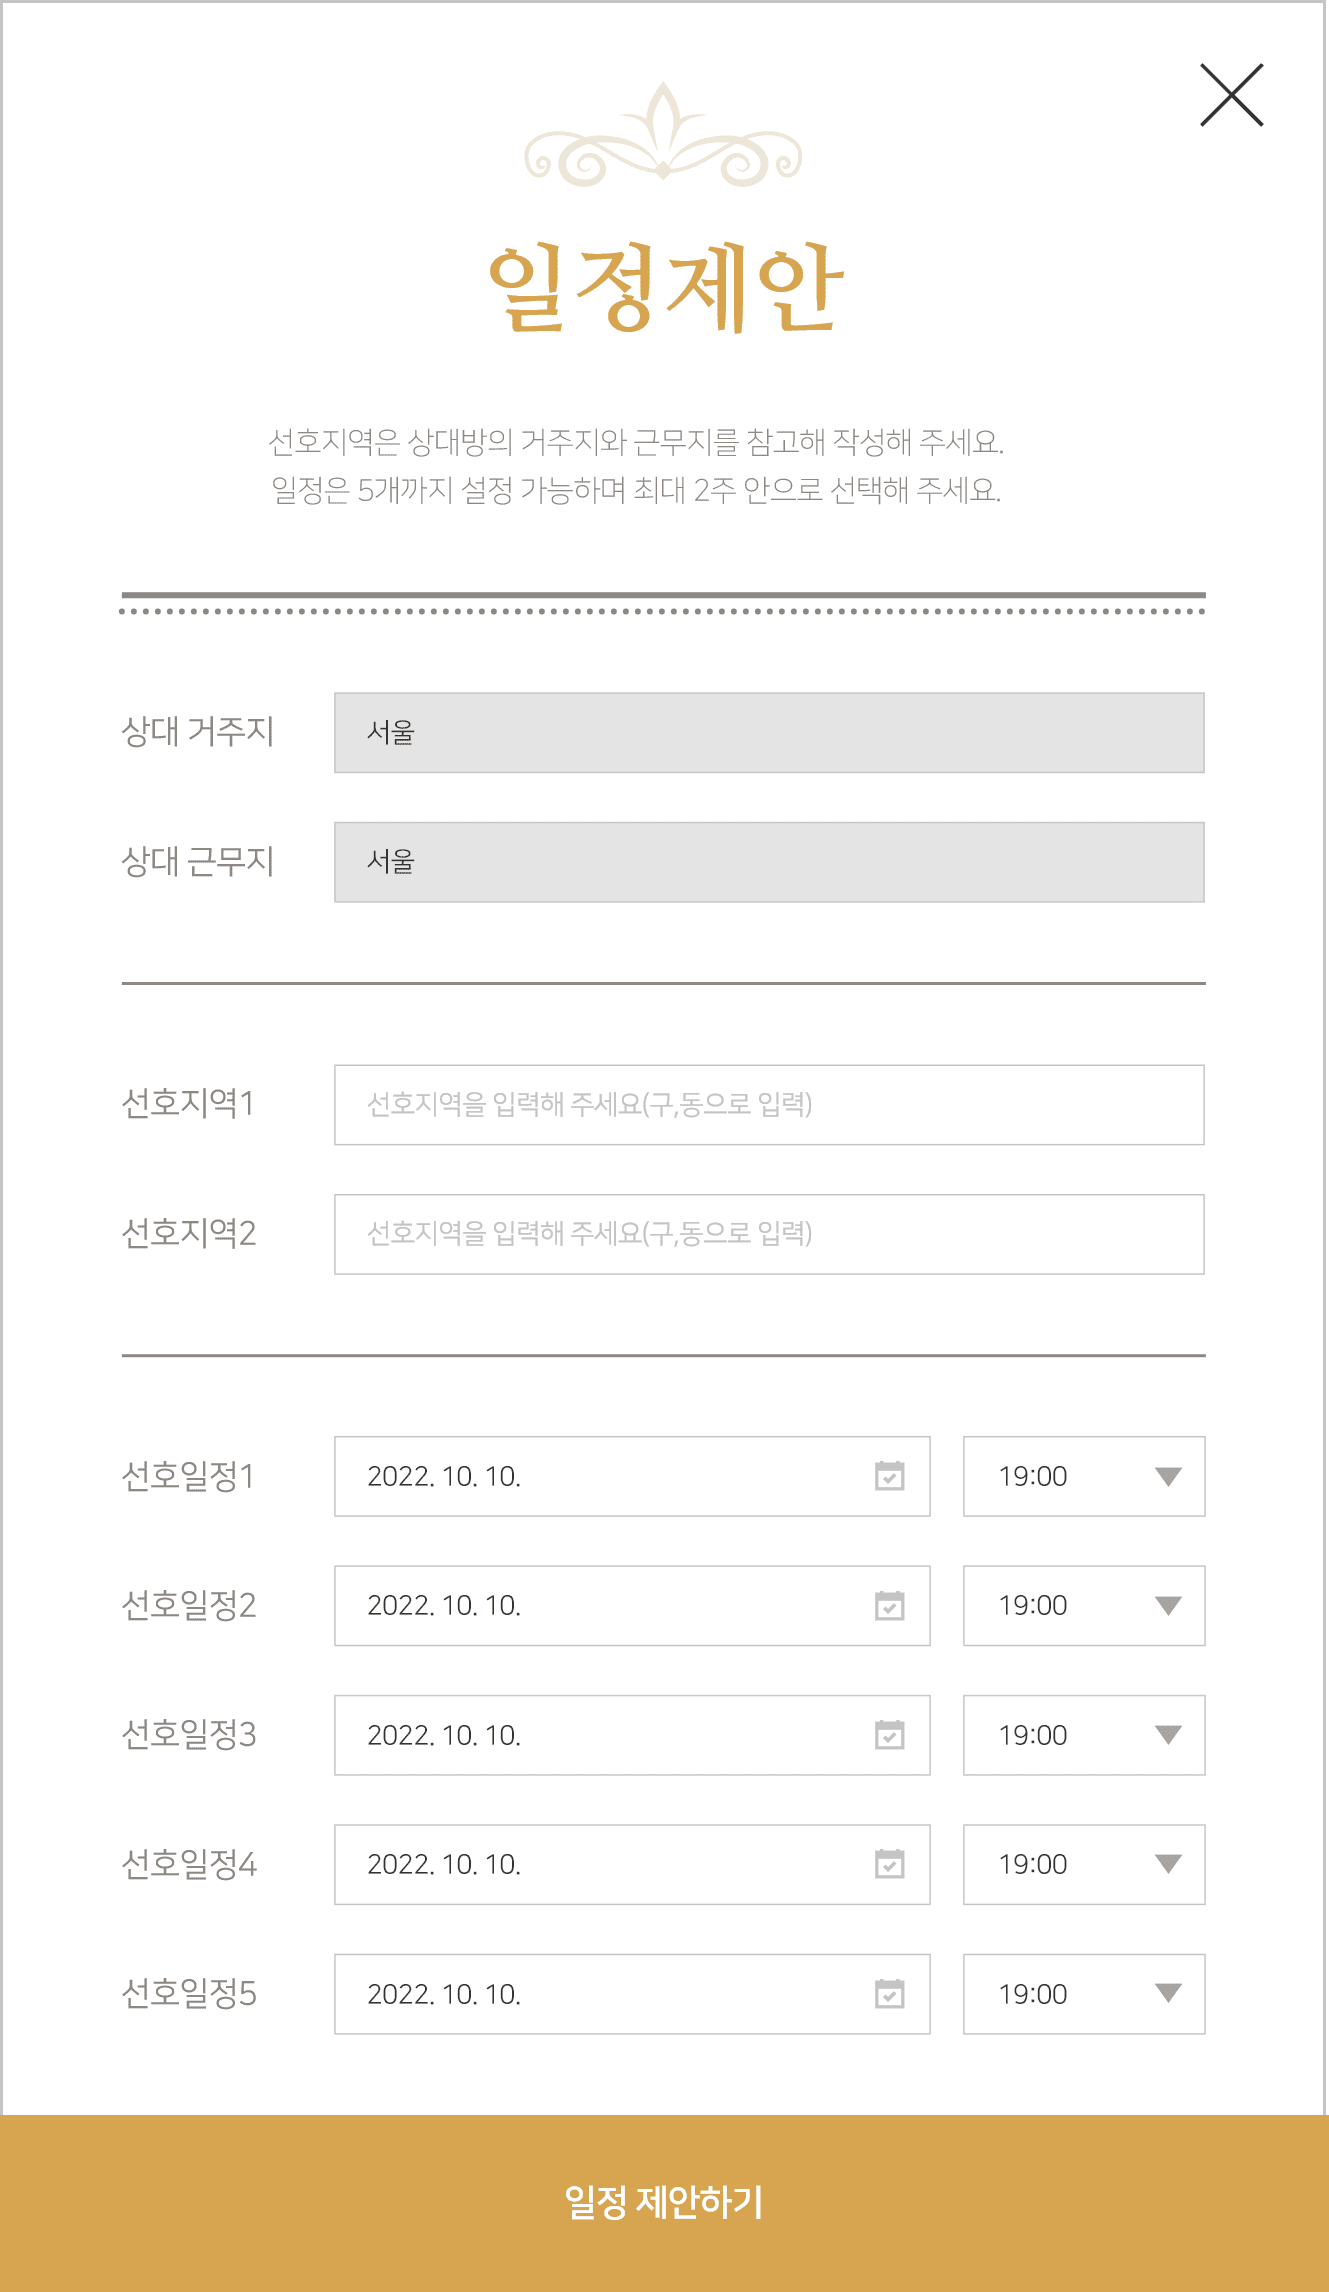 일정제안
선호지역은 상대방의 거주지와 근무지를 참고해 작성해 주세요.
일정은 5개까지 설정 가능하며 최대 2주 안으로 선택해 주세요.
상대 거주지 서울
상대 근무지 서울
선호지역1 선호지역을 입력해 주세요(구,동으로 입력)
선호지역2 선호지역을 입력해 주세요(구,동으로 입력)
선호일정1 2022. 10. 10. 19:00
선호일정2 2022. 10. 10. 19:00
선호일정3 2022. 10. 10. 19:00
선호일정4 2022. 10. 10. 19:00
선호일정5 2022. 10. 10. 19:00
일정 제안하기